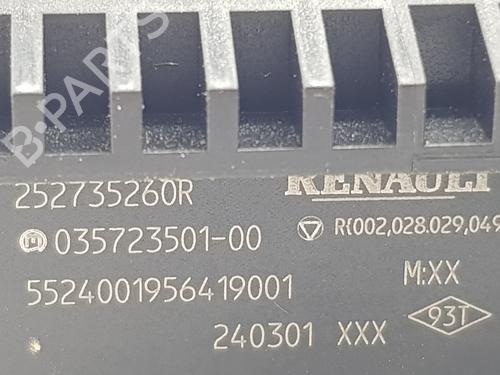 B-PARTS
252735260R
RENAULT
035723501-00
R(002,028.029,049
5524001956419001
M:XX
93T
240301 XXX